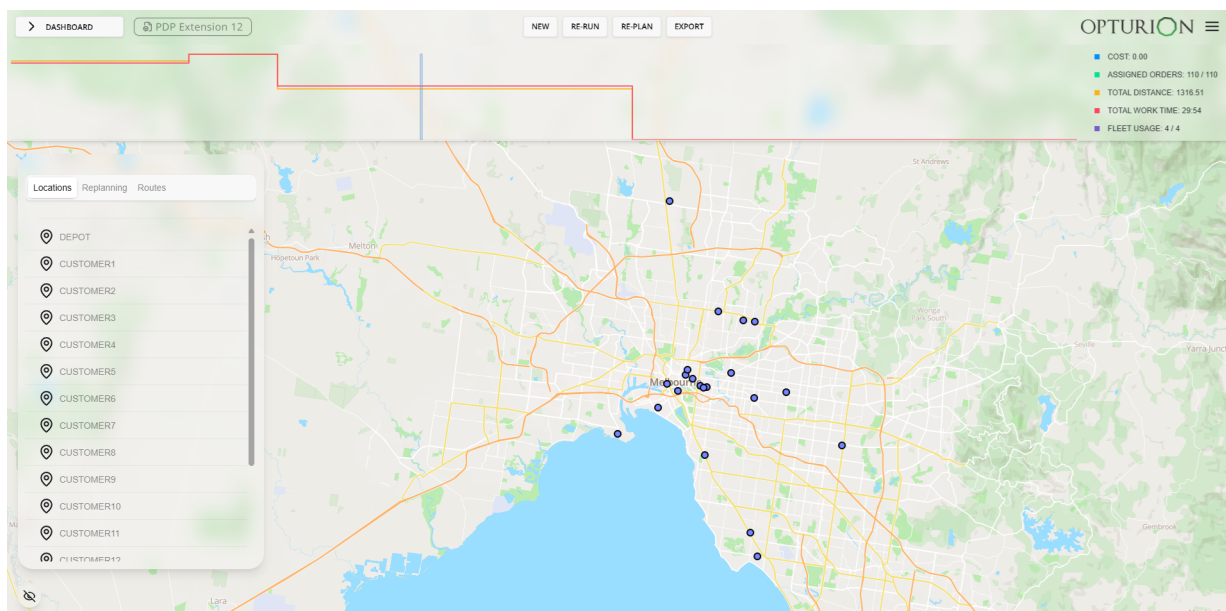 DASHBOARD
PDP Extension 12
NEW
RE-RUN
RE-PLAN
EXPORT
OPTURION
COST: 0.00
ASSIGNED ORDERS: 110 / 110
TOTAL DISTANCE: 1316.51
TOTAL WORK TIME: 29:54
FLEET USAGE: 4 / 4
Locations
Replanning
Routes
DEPOT
CUSTOMER1
CUSTOMER2
CUSTOMER3
CUSTOMER4
CUSTOMER5
CUSTOMER6
CUSTOMER7
CUSTOMER8
CUSTOMER9
CUSTOMER10
CUSTOMER11
CUSTOMER12
St Andrews
Melton
Hopetoun Park
Wonga
Park South
Seville
Yarra-Junct
Gembrook
Lara